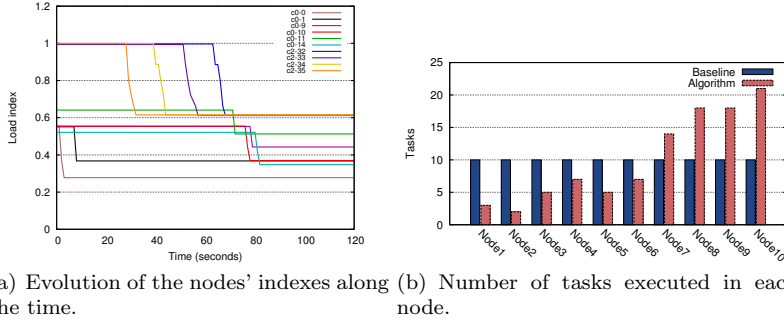 1.2
1
0.8
0.6
0.4
0.2
0
Load index
0 20 40 60 80 100 120
Time (seconds)
c0-0
c0-1
c0-9
c0-10
c0-11
c0-14
c2-32
c2-33
c2-34
c2-35
25
20
15
10
5
0
Tasks
Baseline
Algorithm
Node1
Node2
Node3
Node4
Node5
Node6
Node7
Node8
Node9
Node10
a) Evolution of the nodes' indexes along
he time.
(b) Number of tasks executed in eac
node.